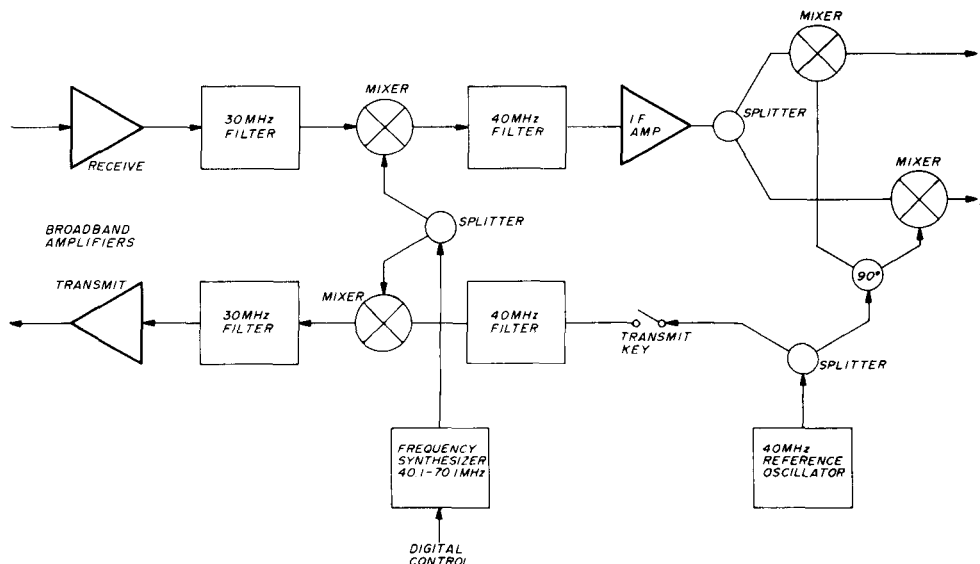 MIXER
30MHz
FILTER
MIXER
40MHz
FILTER
IF
AMP
SPLITTER
RECEIVE
MIXER
BROADBAND
AMPLIFIERS
SPLITTER
TRANSMIT
30MHz
FILTER
MIXER
40MHz
FILTER
TRANSMIT
KEY
90°
SPLITTER
FREQUENCY
SYNTHESIZER
40.1-70.1MHz
40MHz
REFERENCE
OSCILLATOR
DIGITAL
CONTROL